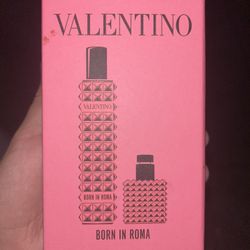 VALENTINO
VALENTINO
BORN IN ROMA
BORN IN ROMA